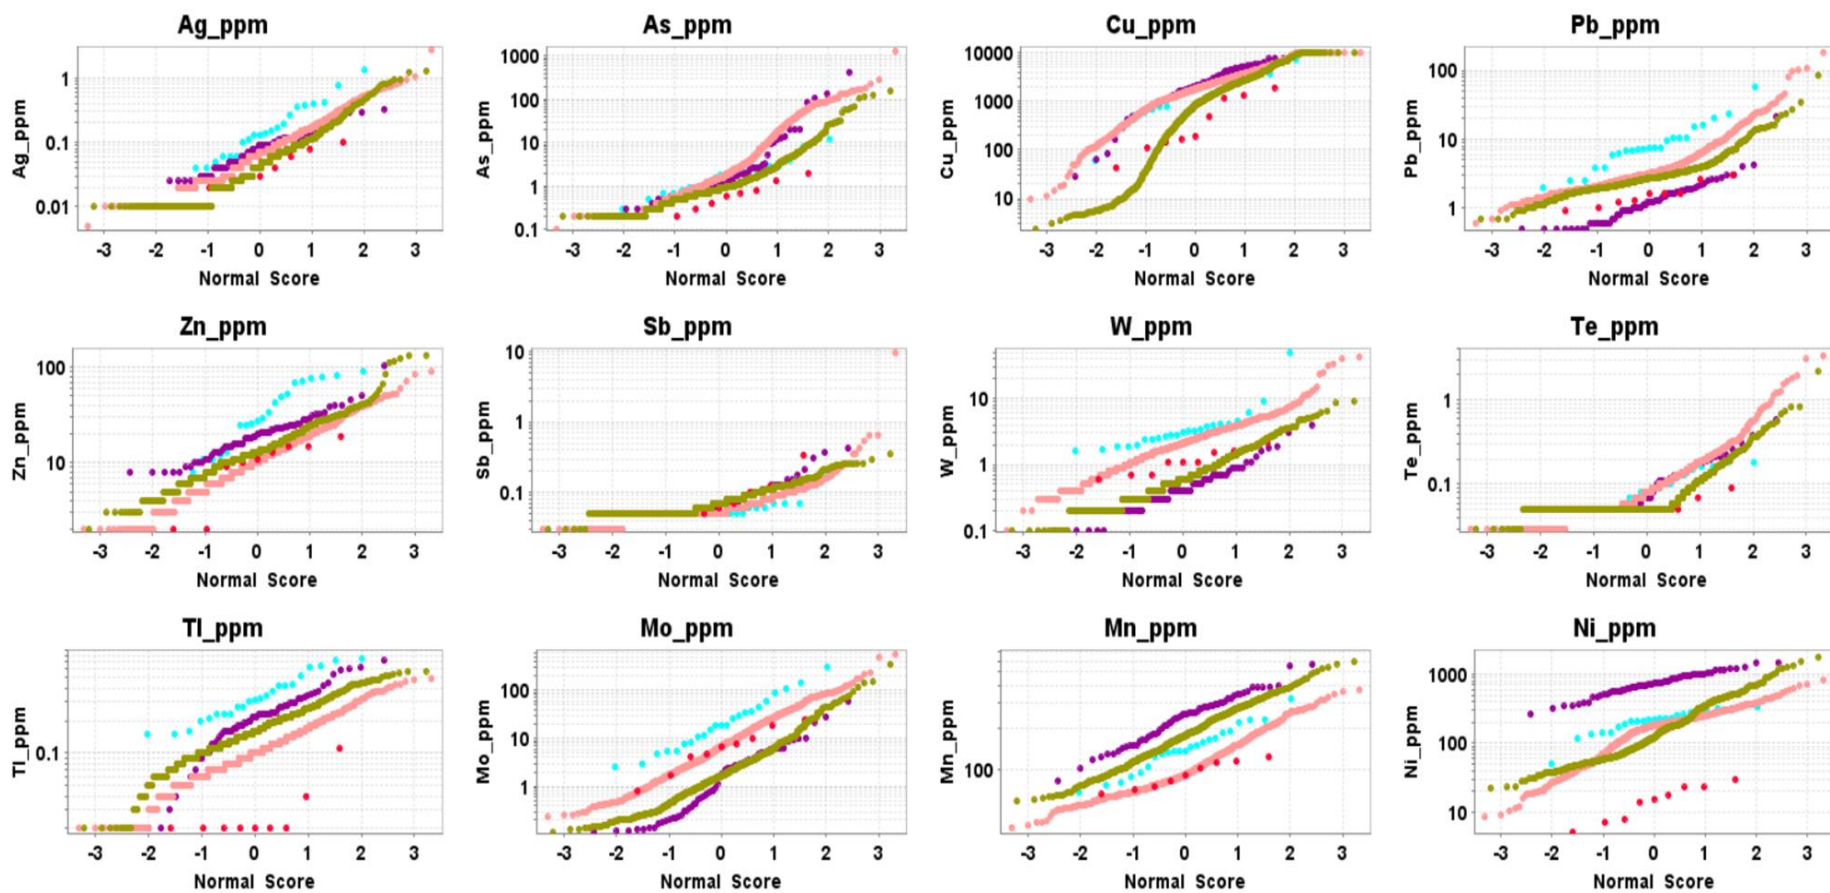 Ag_ppm
As_ppm
Cu_ppm
Pb_ppm
Ag_ppm
1
0.1
0.01
-3 -2 -1 0 1 2 3
Normal Score
As_ppm
1000
100
10
1
0.1
-3 -2 -1 0 1 2 3
Normal Score
Cu_ppm
10000
1000
100
10
-3 -2 -1 0 1 2 3
Normal Score
Pb_ppm
100
10
1
-3 -2 -1 0 1 2 3
Normal Score
Zn_ppm
Sb_ppm
W_ppm
Te_ppm
Zn_ppm
100
10
-3 -2 -1 0 1 2 3
Normal Score
Sb_ppm
10
1
0.1
-3 -2 -1 0 1 2 3
Normal Score
W_ppm
10
1
0.1
-3 -2 -1 0 1 2 3
Normal Score
Te_ppm
1
0.1
-3 -2 -1 0 1 2 3
Normal Score
Tl_ppm
Mo_ppm
Mn_ppm
Ni_ppm
Tl_ppm
0.1
-3 -2 -1 0 1 2 3
Normal Score
Mo_ppm
100
10
1
-3 -2 -1 0 1 2 3
Normal Score
Mn_ppm
100
-3 -2 -1 0 1 2 3
Normal Score
Ni_ppm
1000
100
10
-3 -2 -1 0 1 2 3
Normal Score